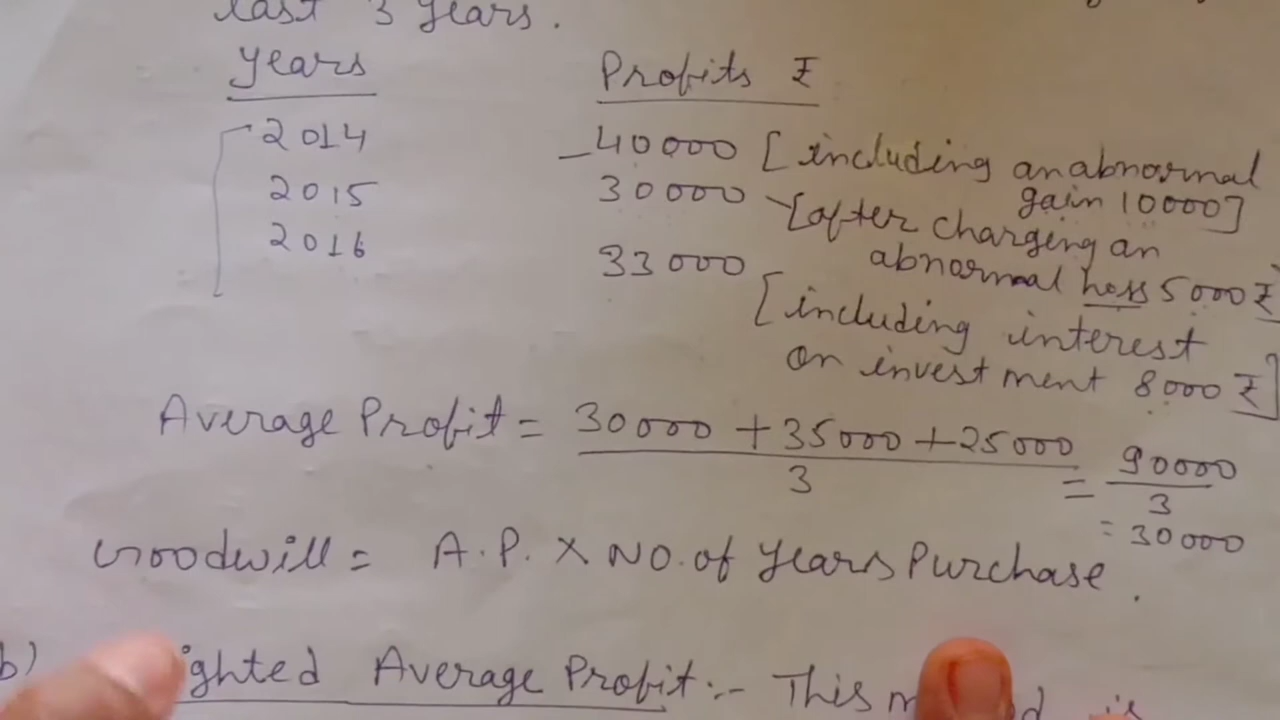 last 3 years.
Years Profits ₹
2014 40000 [including an abnormal
gain 10000]
2015 30000 [after charging an
abnormal loss 5000 ₹]
2016 33000
[including interest
on investment 8000 ₹]
Average Profit = 30000 + 35000 + 25000 / 3 = 90000 / 3
= 30000
Goodwill = A.P. × NO. of years Purchase.
b) ighted Average Profit:- This is